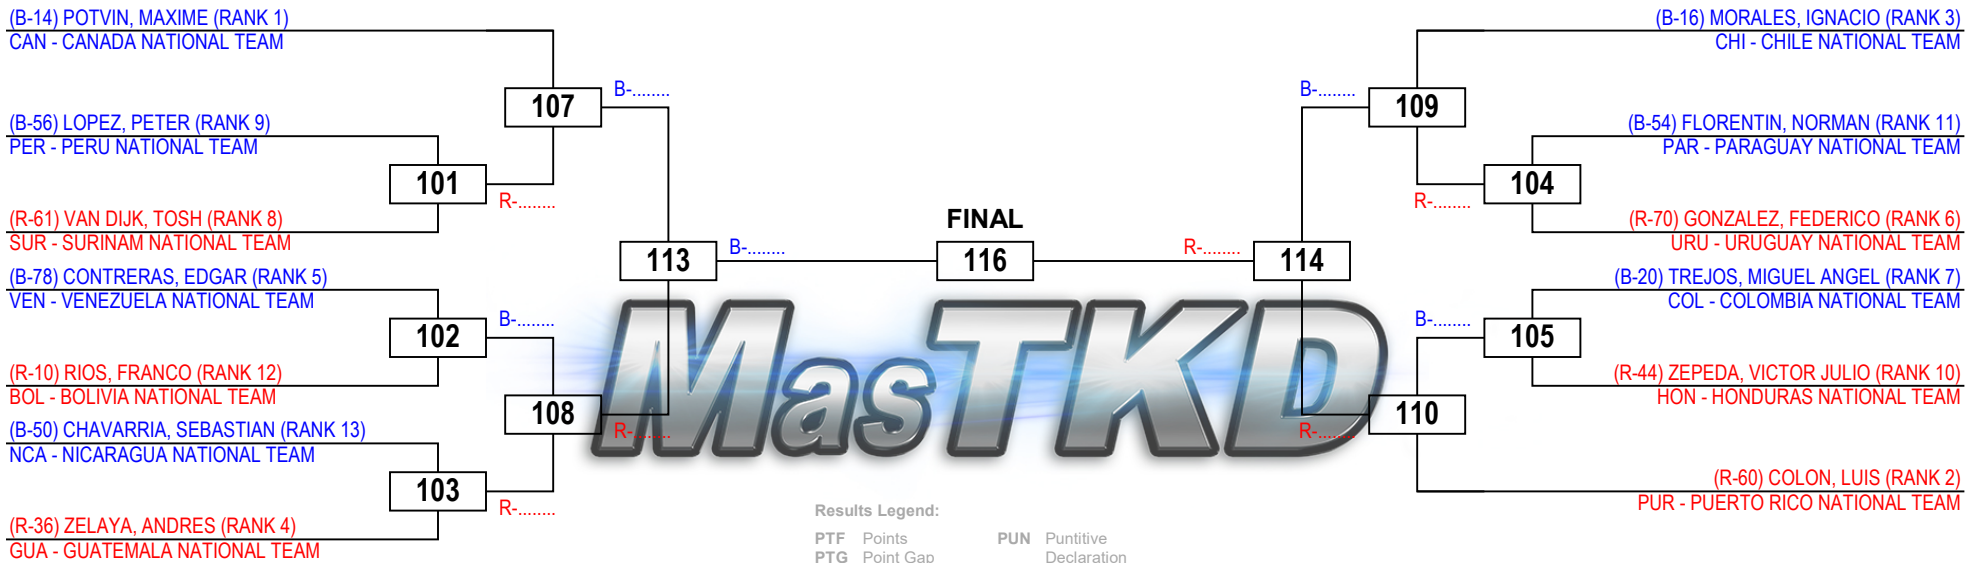 (B-14) POTVIN, MAXIME (RANK 1)
CAN - CANADA NATIONAL TEAM
(B-56) LOPEZ, PETER (RANK 9)
PER - PERU NATIONAL TEAM
(R-61) VAN DIJK, TOSH (RANK 8)
SUR - SURINAM NATIONAL TEAM
(B-78) CONTRERAS, EDGAR (RANK 5)
VEN - VENEZUELA NATIONAL TEAM
(R-10) RIOS, FRANCO (RANK 12)
BOL - BOLIVIA NATIONAL TEAM
(B-50) CHAVARRIA, SEBASTIAN (RANK 13)
NCA - NICARAGUA NATIONAL TEAM
(R-36) ZELAYA, ANDRES (RANK 4)
GUA - GUATEMALA NATIONAL TEAM
101
102
103
R-........
B-........
R-........
107
108
B-........
R-........
113
B-........
FINAL
116
R-........
114
B-........
R-........
109
110
R-........
B-........
104
105
(B-16) MORALES, IGNACIO (RANK 3)
CHI - CHILE NATIONAL TEAM
(B-54) FLORENTIN, NORMAN (RANK 11)
PAR - PARAGUAY NATIONAL TEAM
(R-70) GONZALEZ, FEDERICO (RANK 6)
URU - URUGUAY NATIONAL TEAM
(B-20) TREJOS, MIGUEL ANGEL (RANK 7)
COL - COLOMBIA NATIONAL TEAM
(R-44) ZEPEDA, VICTOR JULIO (RANK 10)
HON - HONDURAS NATIONAL TEAM
(R-60) COLON, LUIS (RANK 2)
PUR - PUERTO RICO NATIONAL TEAM
MasTKD
Results Legend:
PTF Points
PTG Point Gap
PUN Puntitive
Declaration